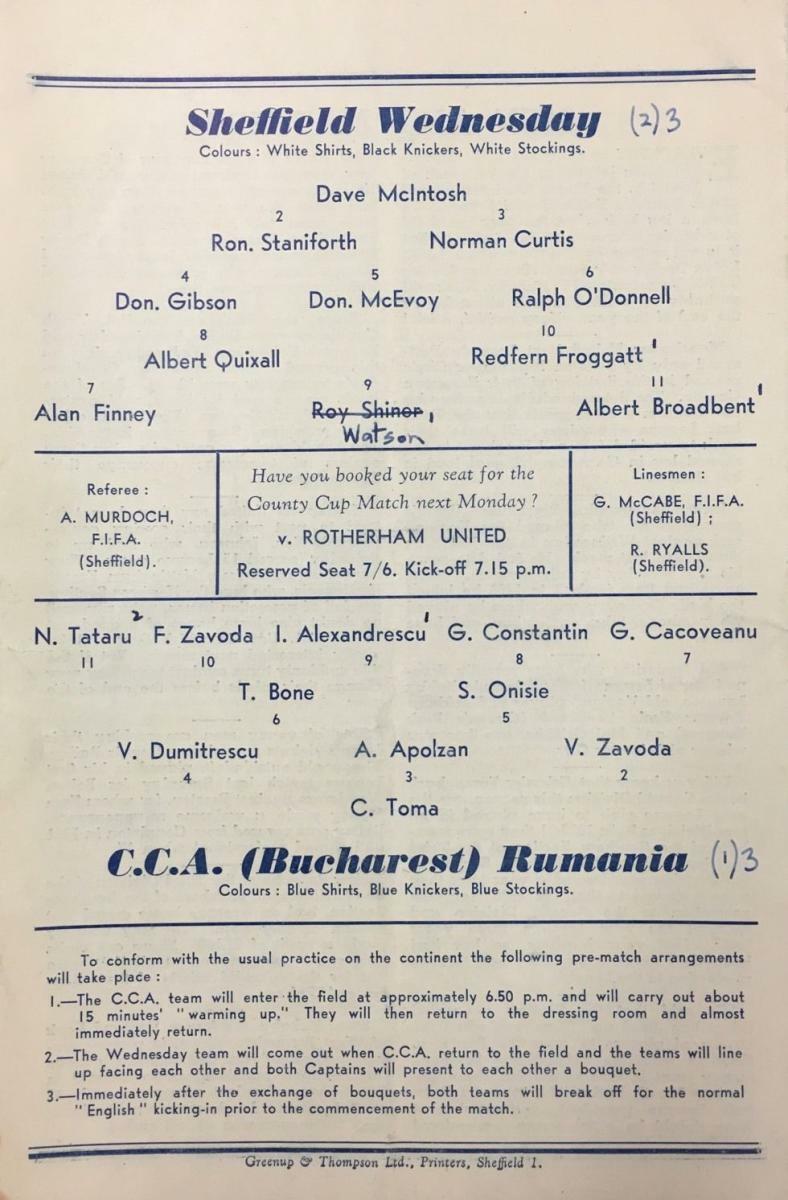 Sheffield Wednesday (2) 3
Colours : White Shirts, Black Knickers, White Stockings.
Dave McIntosh
2 3
Ron. Staniforth Norman Curtis
4 5 6
Don. Gibson Don. McEvoy Ralph O'Donnell
8 10
Albert Quixall Redfern Froggatt '
7 9 11
Alan Finney Roy Shiner, Albert Broadbent '
Watson
Referee :
A. MURDOCH,
F.I.F.A.
(Sheffield).
Have you booked your seat for the
County Cup Match next Monday ?
v. ROTHERHAM UNITED
Reserved Seat 7/6. Kick-off 7.15 p.m.
Linesmen :
G. McCABE, F.I.F.A.
(Sheffield) ;
R. RYALLS
(Sheffield).
N. Tataru 2 F. Zavoda I. Alexandrescu ' G. Constantin G. Cacoveanu
11 10 9 8 7
T. Bone S. Onisie
6 5
V. Dumitrescu A. Apolzan V. Zavoda
4 3 2
C. Toma
C.C.A. (Bucharest) Rumania (1) 3
Colours : Blue Shirts, Blue Knickers, Blue Stockings.
To conform with the usual practice on the continent the following pre-match arrangements
will take place :
1.—The C.C.A. team will enter the field at approximately 6.50 p.m. and will carry out about
15 minutes' "warming up." They will then return to the dressing room and almost
immediately return.
2.—The Wednesday team will come out when C.C.A. return to the field and the teams will line
up facing each other and both Captains will present to each other a bouquet.
3.—Immediately after the exchange of bouquets, both teams will break off for the normal
"English" kicking-in prior to the commencement of the match.
Greenup & Thompson Ltd., Printers, Sheffield 1.